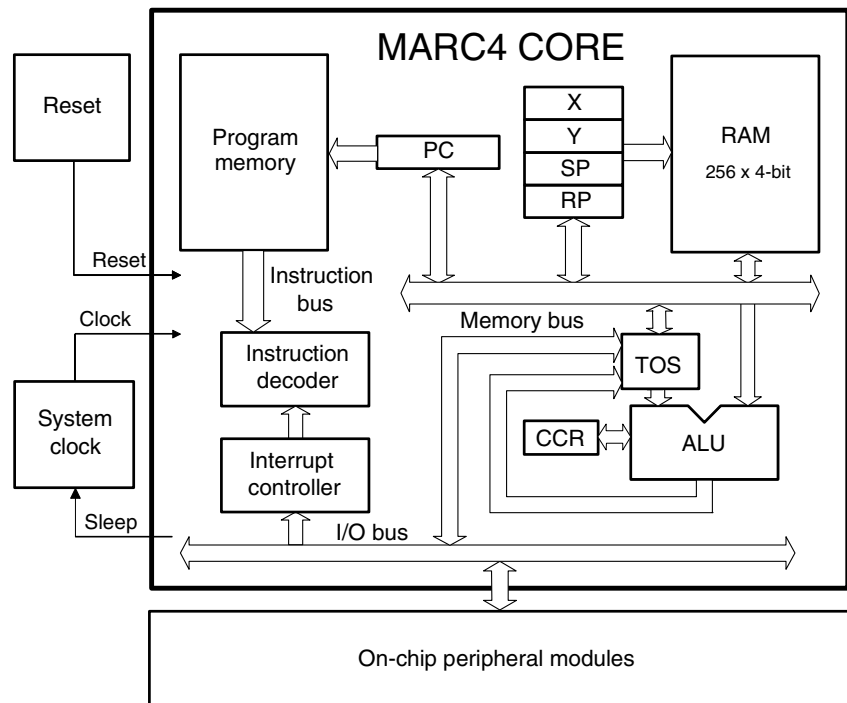 MARC4 CORE
Reset
Program
memory
PC
X
Y
SP
RP
RAM
256 x 4-bit
Reset
Instruction
bus
Clock
Memory bus
Instruction
decoder
TOS
System
clock
CCR
ALU
Interrupt
controller
Sleep
I/O bus
On-chip peripheral modules